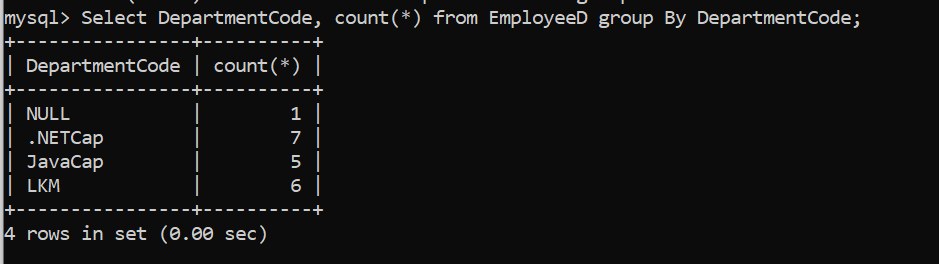 mysql> Select DepartmentCode, count(*) from EmployeeD group By DepartmentCode;
+----------------+----------+
| DepartmentCode | count(*) |
+----------------+----------+
| NULL           |        1 |
| .NETCap        |        7 |
| JavaCap        |        5 |
| LKM            |        6 |
+----------------+----------+
4 rows in set (0.00 sec)